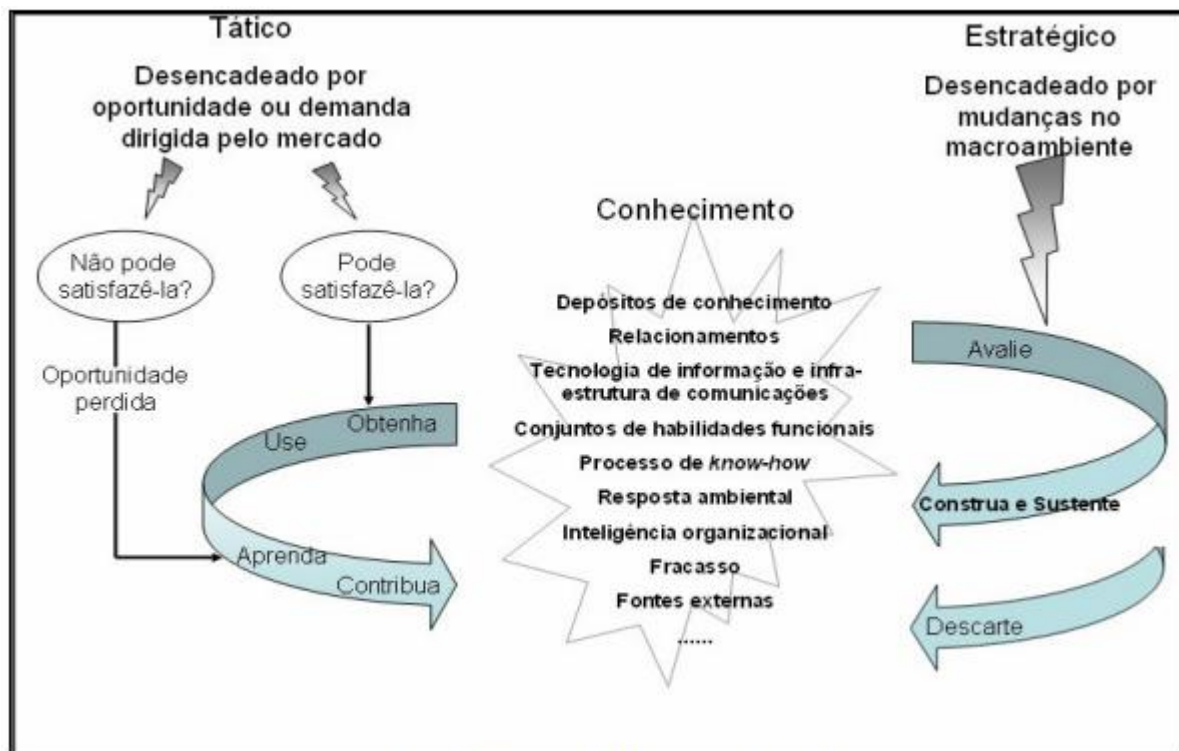 Tático
Desencadeado por
oportunidade ou demanda
dirigida pelo mercado
Não pode
satisfazê-la?
Pode
satisfazê-la?
Oportunidade
perdida
Obtenha
Use
Aprenda
Contribua
Conhecimento
Depósitos de conhecimento
Relacionamentos
Tecnologia de informação e infra-
estrutura de comunicações
Conjuntos de habilidades funcionais
Processo de know-how
Resposta ambiental
Inteligência organizacional
Fracasso
Fontes externas
......
Estratégico
Desencadeado por
mudanças no
macroambiente
Avalie
Construa e Sustente
Descarte